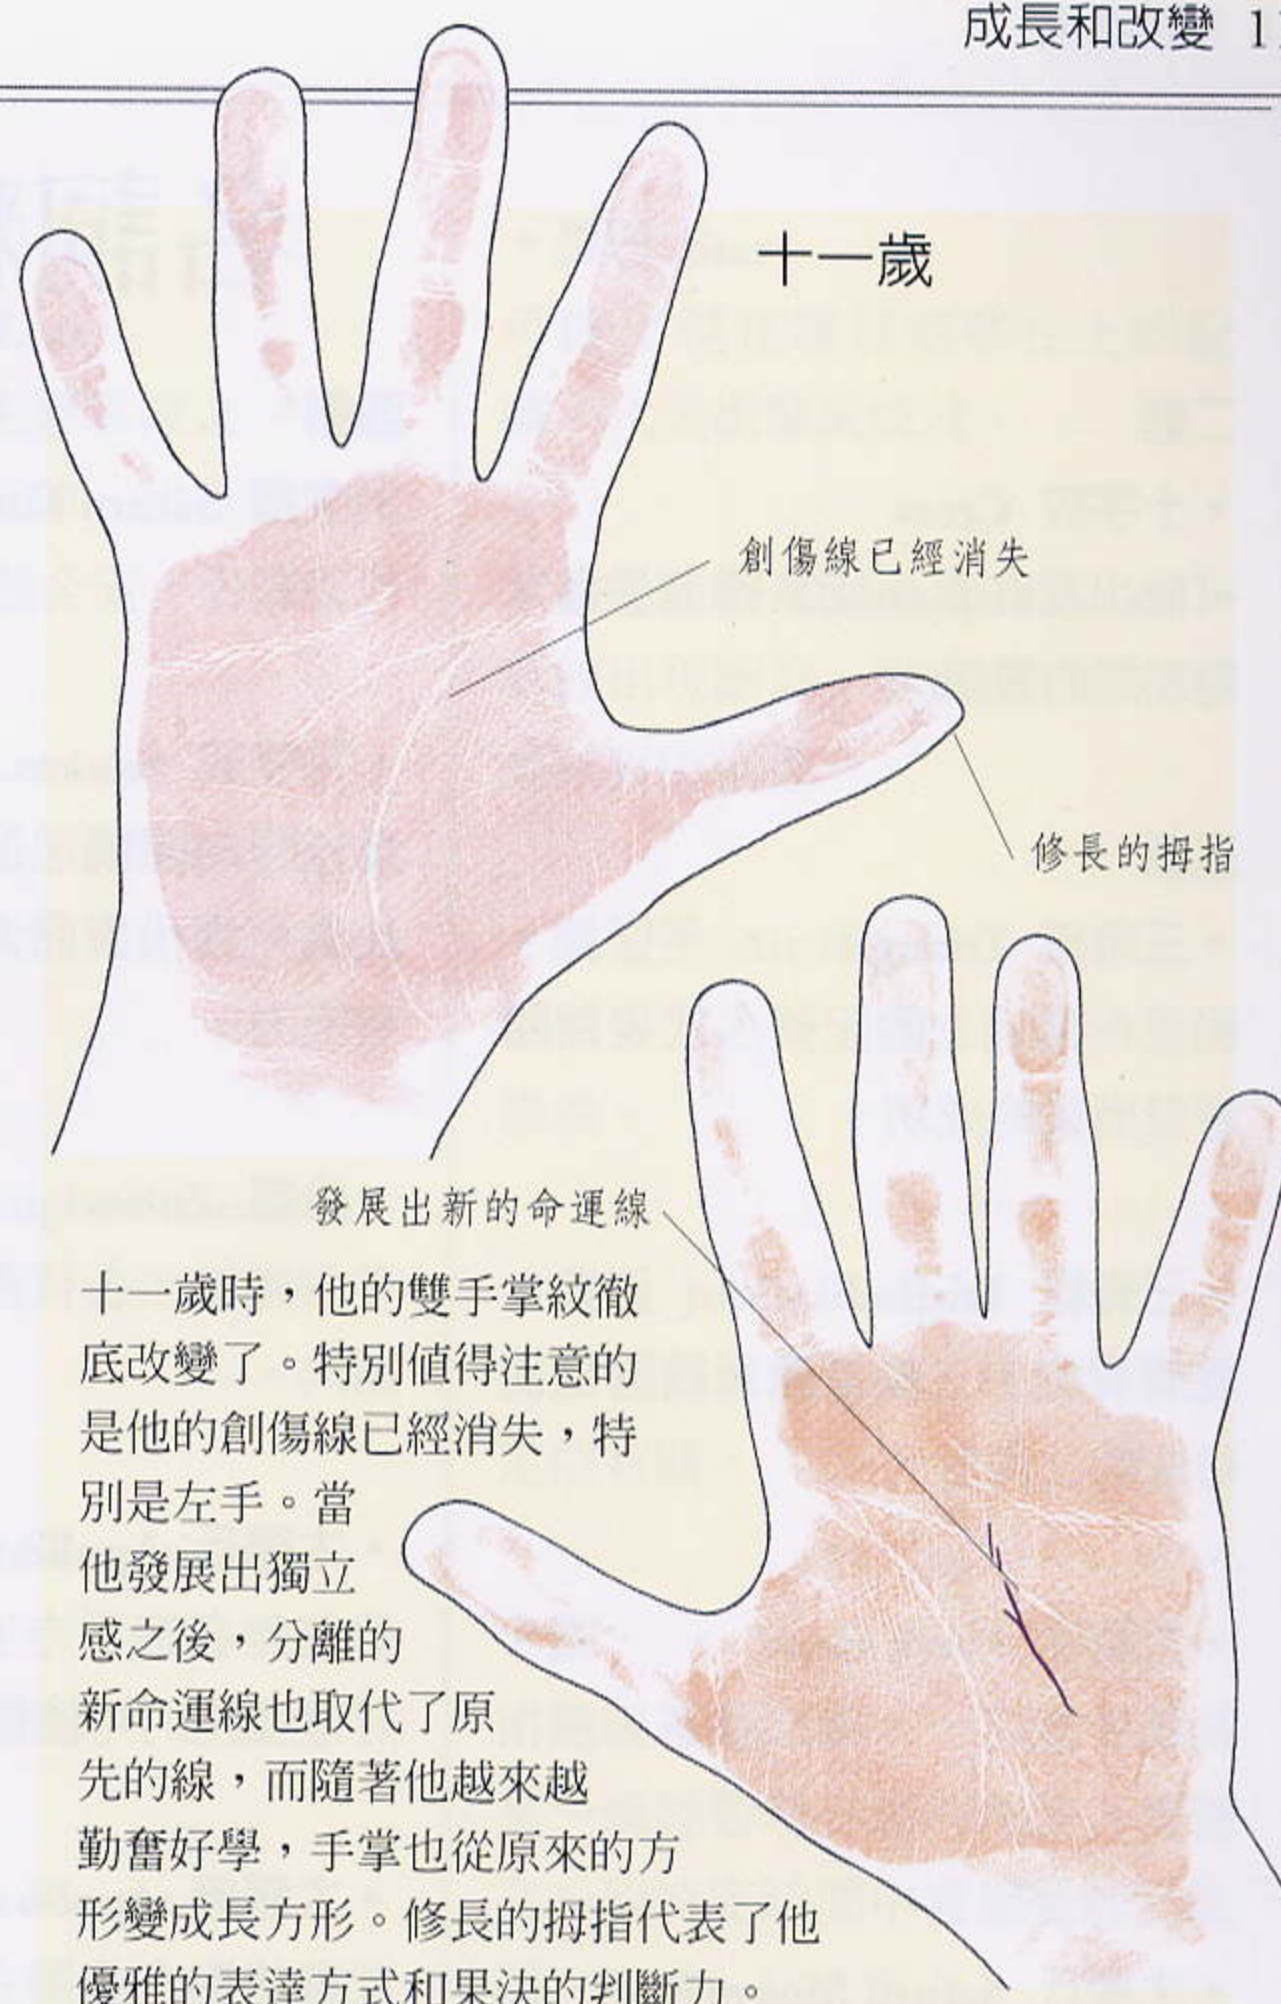 成長和改變
十一歲
創傷線已經消失
修長的拇指
發展出新的命運線
十一歲時，他的雙手掌紋徹
底改變了。特別值得注意的
是他的創傷線已經消失，特
別是左手。當
他發展出獨立
感之後，分離的
新命運線也取代了原
先的線，而隨著他越來越
勤奮好學，手掌也從原來的方
形變成長方形。修長的拇指代表了他
優雅的表達方式和果決的判斷力。